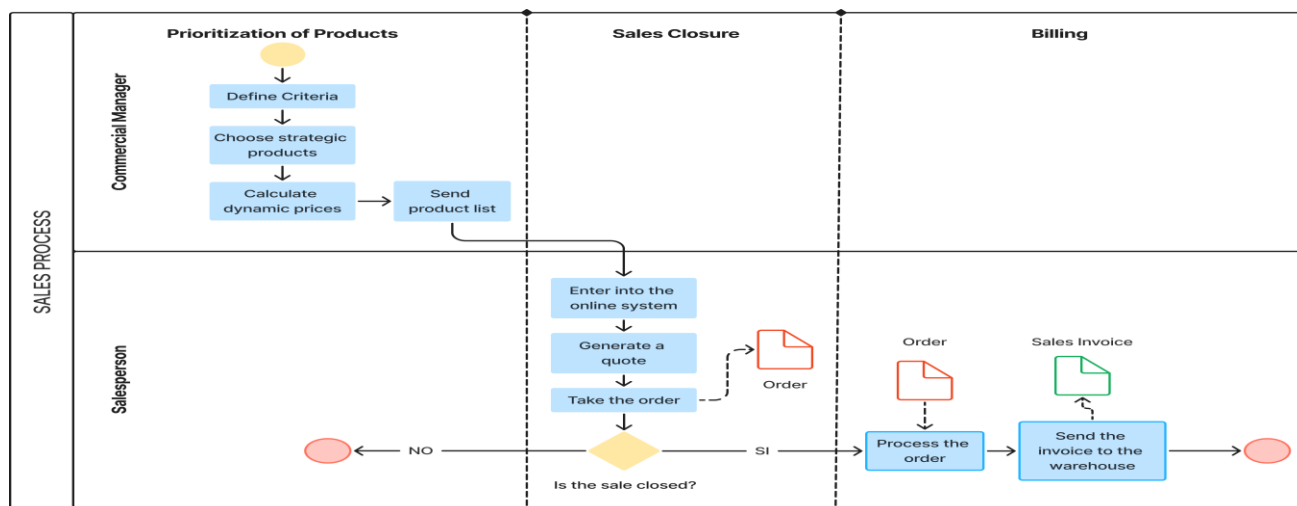 SALES PROCESS
Prioritization of Products
Sales Closure
Billing
Commercial Manager
Define Criteria
Choose strategic
products
Calculate
dynamic prices
Send
product list
Salesperson
Enter into the
online system
Generate a
quote
Take the order
Order
Is the sale closed?
NO
SI
Order
Process the
order
Sales Invoice
Send the
invoice to the
warehouse